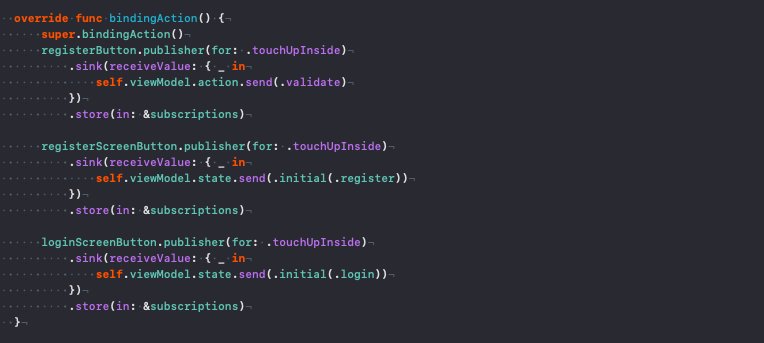 override func bindingAction() {
super.bindingAction()
registerButton.publisher(for: .touchUpInside)
.sink(receiveValue: { _ in
self.viewModel.action.send(.validate)
})
.store(in: &subscriptions)
registerScreenButton.publisher(for: .touchUpInside)
.sink(receiveValue: { _ in
self.viewModel.state.send(.initial(.register))
})
.store(in: &subscriptions)
loginScreenButton.publisher(for: .touchUpInside)
.sink(receiveValue: { _ in
self.viewModel.state.send(.initial(.login))
})
.store(in: &subscriptions)
}